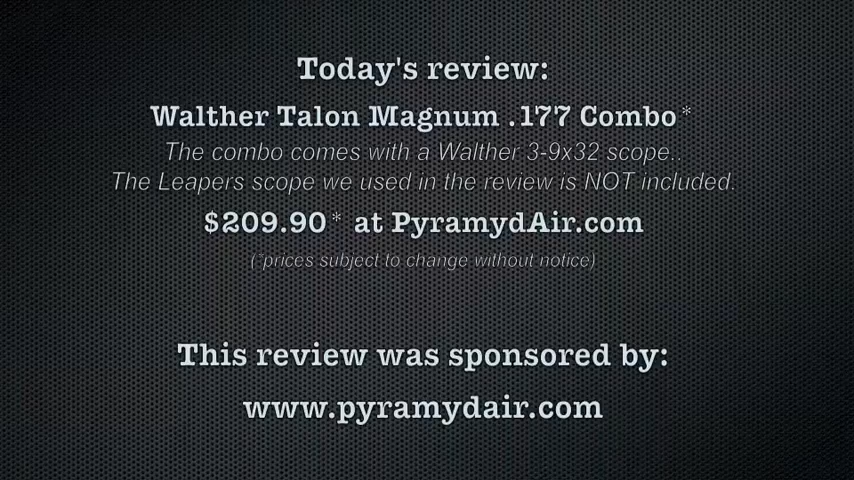 Today's review:
Walther Talon Magnum .177 Combo*
The combo comes with a Walther 3-9x32 scope..
The Leapers scope we used in the review is NOT included.
$209.90* at PyramydAir.com
(*prices subject to change without notice)
This review was sponsored by:
www.pyramydair.com